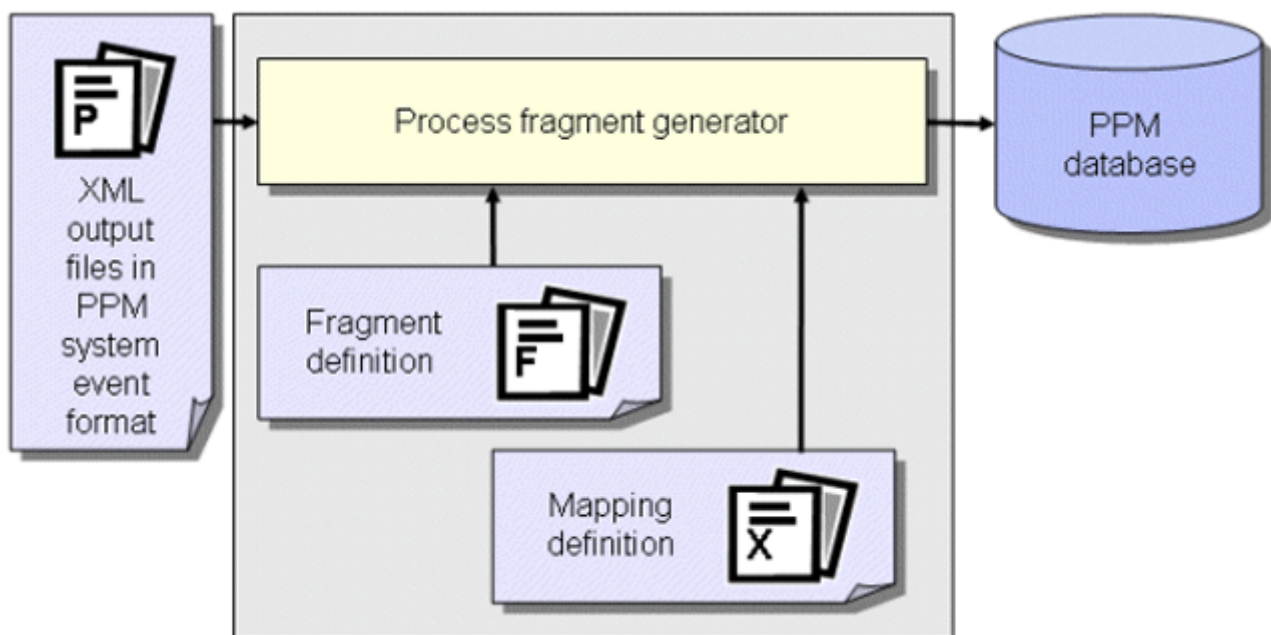 P
XML
output
files in
PPM
system
event
format
Process fragment generator
PPM
database
Fragment
definition
F
Mapping
definition
X